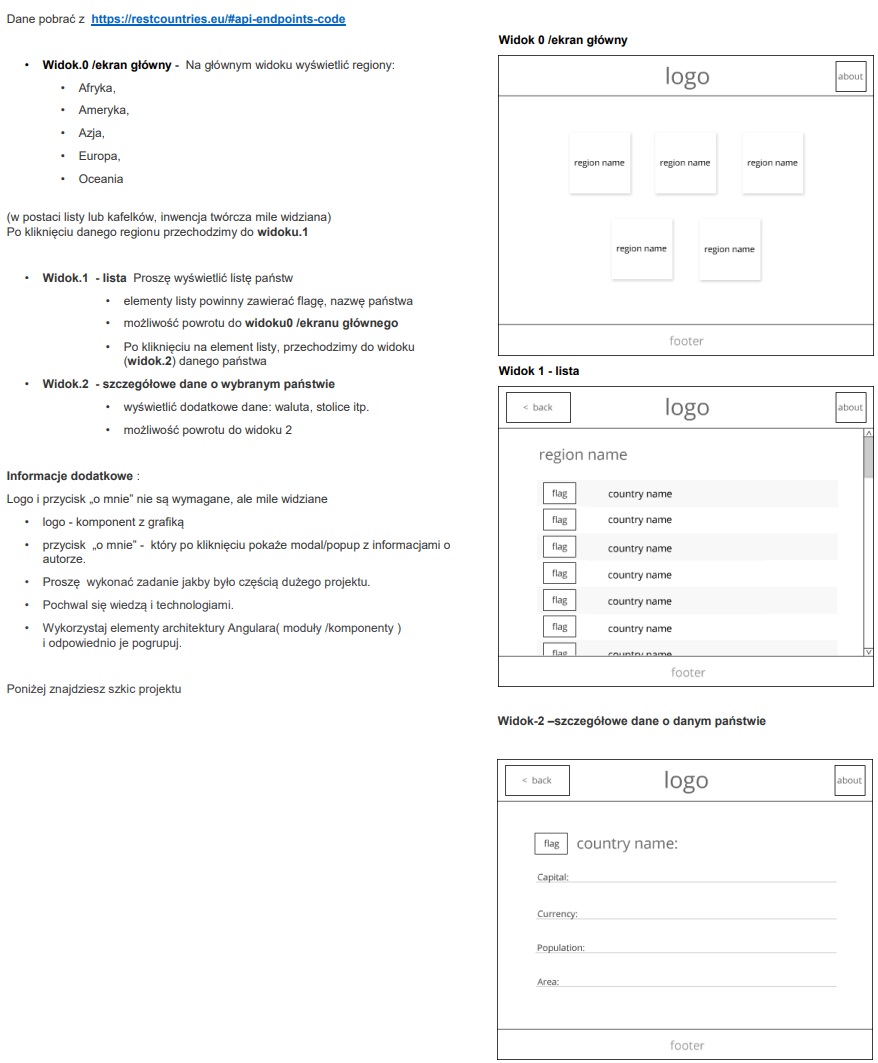 Dane pobrać z https://restcountries.eu/#api-endpoints-code
• Widok.0 /ekran główny - Na głównym widoku wyświetlić regiony:
• Afryka,
• Ameryka,
• Azja,
• Europa,
• Oceania
(w postaci listy lub kafelków, inwencja twórcza mile widziana)
Po kliknięciu danego regionu przechodzimy do widoku.1
• Widok.1 - lista Proszę wyświetlić listę państw
• elementy listy powinny zawierać flagę, nazwę państwa
• możliwość powrotu do widoku0 /ekranu głównego
• Po kliknięciu na element listy, przechodzimy do widoku
(widok.2) danego państwa
• Widok.2 - szczegółowe dane o wybranym państwie
• wyświetlić dodatkowe dane: waluta, stolice itp.
• możliwość powrotu do widoku 2
Informacje dodatkowe :
Logo i przycisk „o mnie” nie są wymagane, ale mile widziane
• logo - komponent z grafiką
• przycisk „o mnie” - który po kliknięciu pokaże modal/popup z informacjami o
autorze.
• Proszę wykonać zadanie jakby było częścią dużego projektu.
• Pochwal się wiedzą i technologiami.
• Wykorzystaj elementy architektury Angulara( moduły /komponenty )
i odpowiednio je pogrupuj.
Poniżej znajdziesz szkic projektu
Widok 0 /ekran główny
logo about
region name region name region name
region name region name
footer
Widok 1 - lista
< back logo about
region name
flag country name
flag country name
flag country name
flag country name
flag country name
flag country name
flag country name
footer
Widok-2 –szczegółowe dane o danym państwie
< back logo about
flag country name:
Capital:
Currency:
Population:
Area:
footer